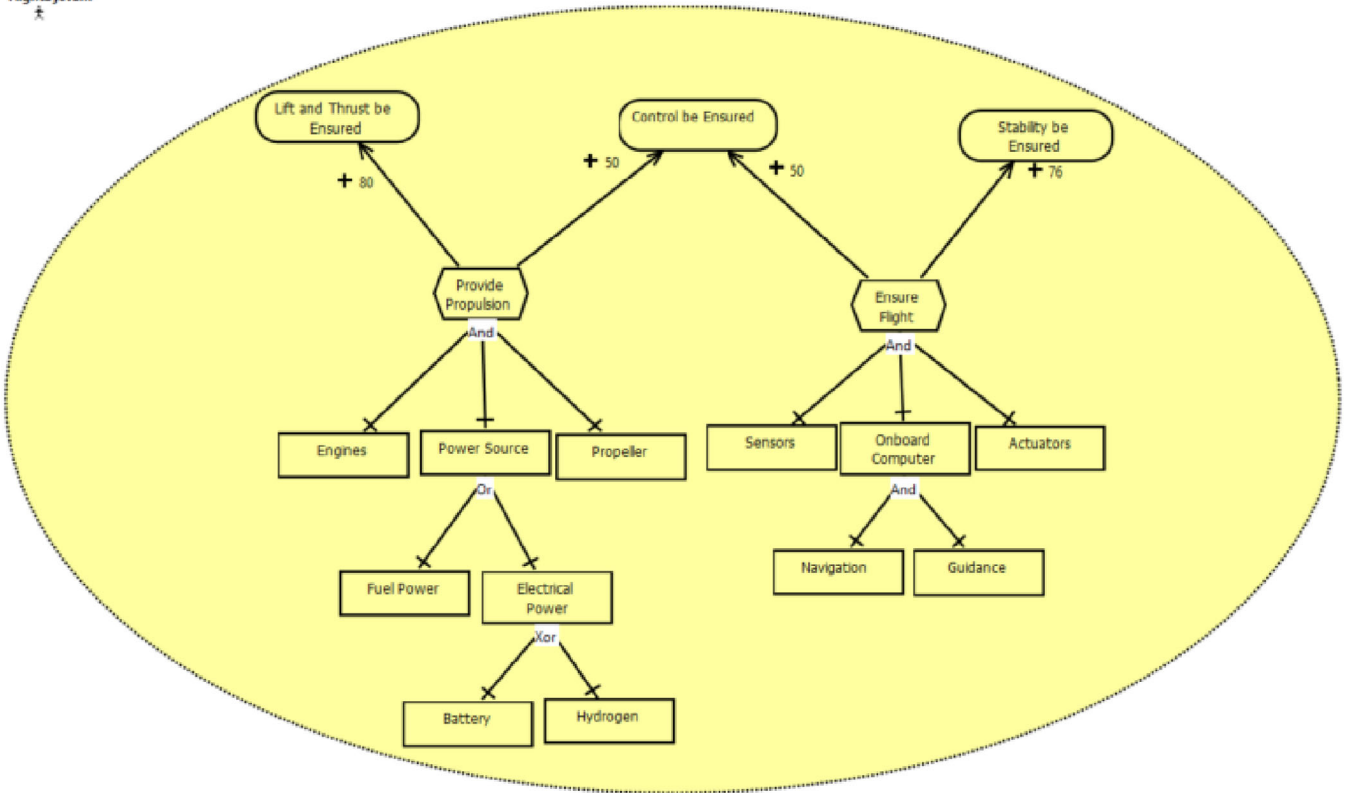 Lift and Thrust be
Ensured
Control be Ensured
Stability be
Ensured
+ 80
+ 50
+ 50
+ 76
Provide
Propulsion
Ensure
Flight
And
And
Engines
Power Source
Propeller
Sensors
Onboard
Computer
Actuators
Or
And
Fuel Power
Electrical
Power
Navigation
Guidance
Xor
Battery
Hydrogen